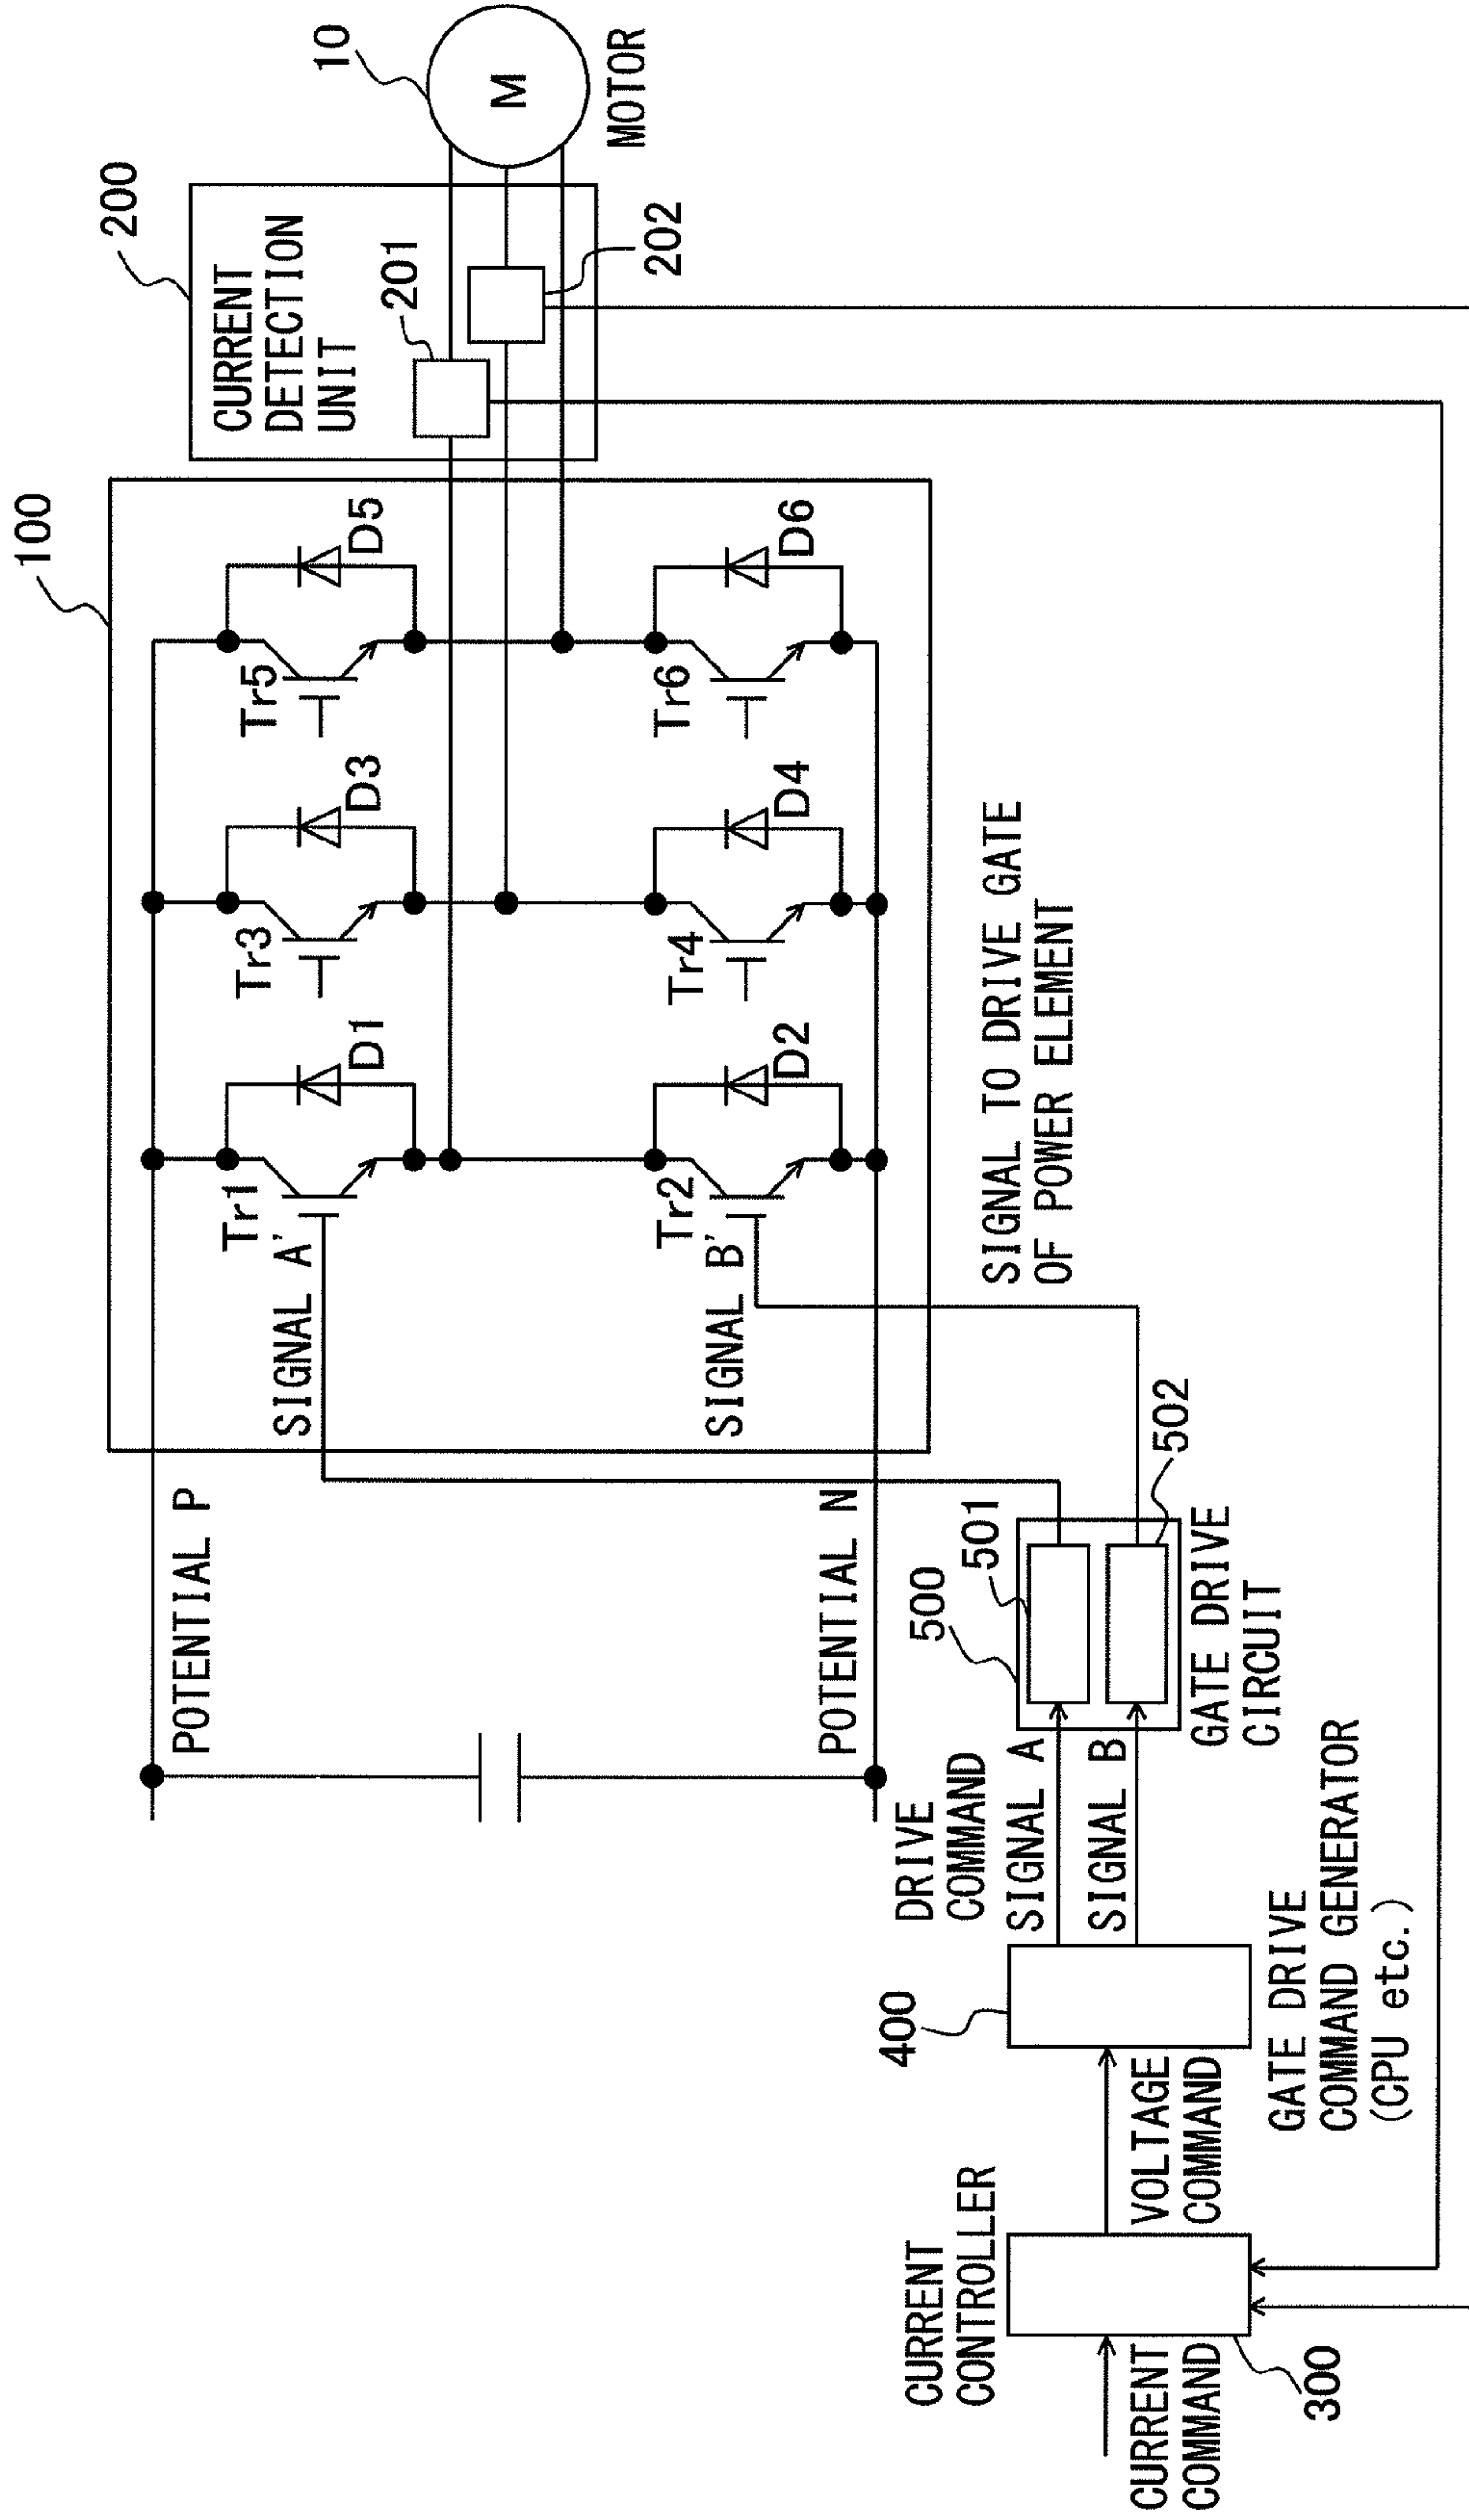 100
200
10
CURRENT
DETECTION
UNIT
201
202
M
MOTOR
POTENTIAL P
Tr1
D1
Tr3
D3
Tr5
D5
SIGNAL A'
Tr2
D2
Tr4
D4
Tr6
D6
SIGNAL B'
POTENTIAL N
SIGNAL TO DRIVE GATE
OF POWER ELEMENT
CURRENT
CONTROLLER
400
DRIVE
COMMAND
SIGNAL A
SIGNAL B
500
501
502
GATE DRIVE
CIRCUIT
CURRENT
COMMAND
300
VOLTAGE
COMMAND
GATE DRIVE
COMMAND GENERATOR
(CPU etc.)